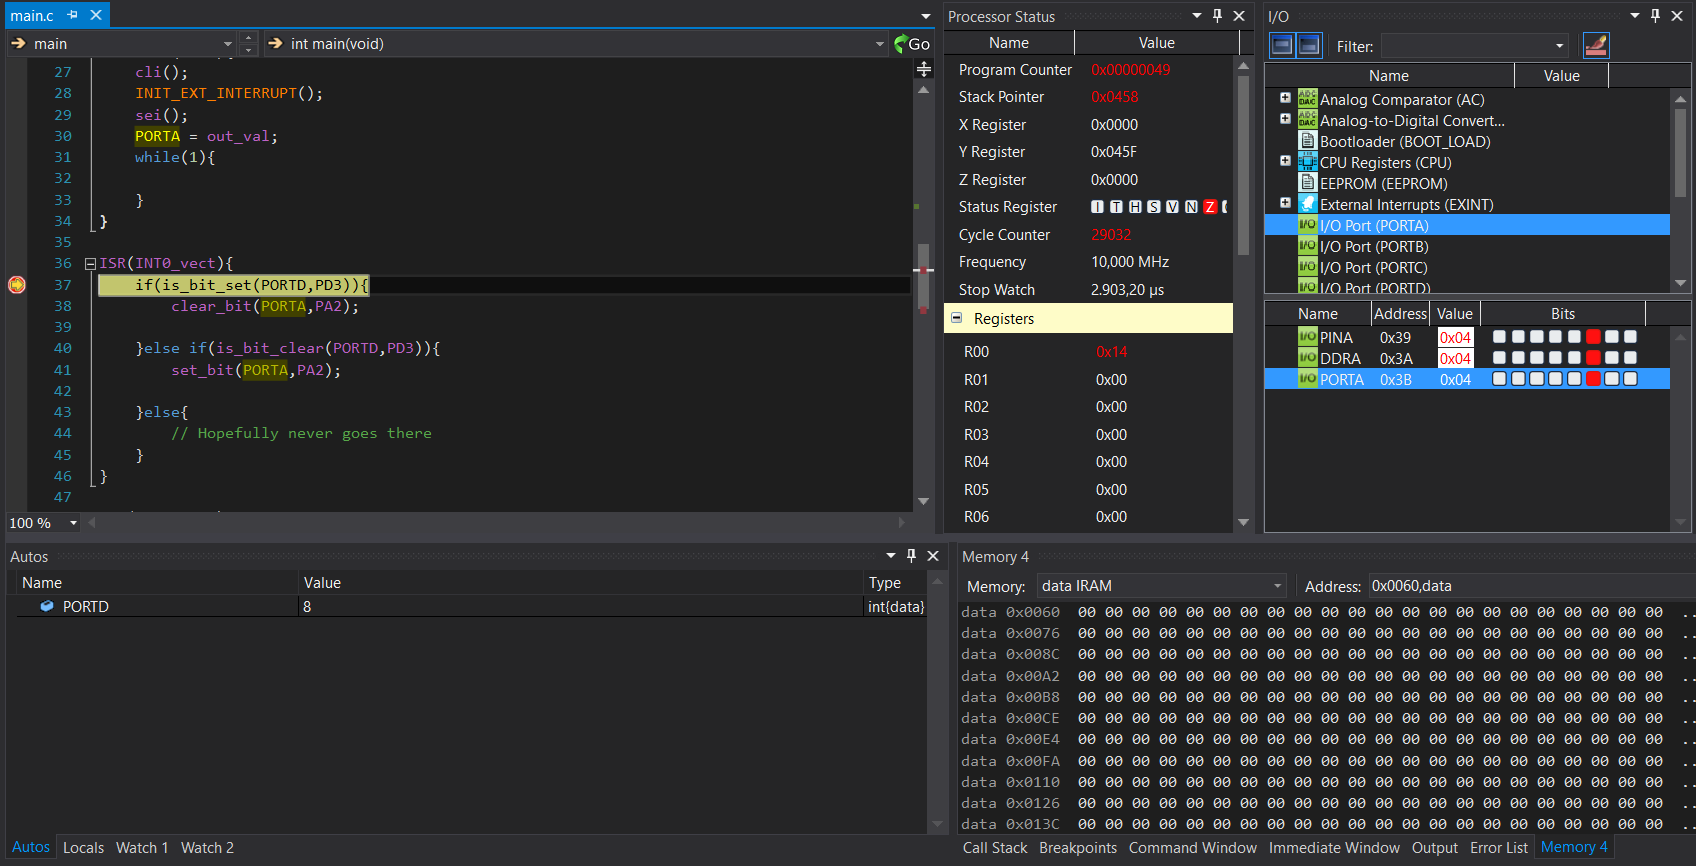 main.c
main
int main(void)
Go
27 cli();
28 INIT_EXT_INTERRUPT();
29 sei();
30 PORTA = out_val;
31 while(1){
32
33 }
34 }
35
36 ISR(INT0_vect){
37 if(is_bit_set(PORTD,PD3)){
38 clear_bit(PORTA,PA2);
39
40 }else if(is_bit_clear(PORTD,PD3)){
41 set_bit(PORTA,PA2);
42
43 }else{
44 // Hopefully never goes there
45 }
46 }
47
100 %
Processor Status
Name Value
Program Counter 0x00000049
Stack Pointer 0x0458
X Register 0x0000
Y Register 0x045F
Z Register 0x0000
Status Register I T H S V N Z
Cycle Counter 29032
Frequency 10,000 MHz
Stop Watch 2.903,20 µs
Registers
R00 0x14
R01 0x00
R02 0x00
R03 0x00
R04 0x00
R05 0x00
R06 0x00
I/O
Filter:
Name Value
Analog Comparator (AC)
Analog-to-Digital Convert...
Bootloader (BOOT_LOAD)
CPU Registers (CPU)
EEPROM (EEPROM)
External Interrupts (EXINT)
I/O Port (PORTA)
I/O Port (PORTB)
I/O Port (PORTC)
I/O Port (PORTD)
Name Address Value Bits
I/O PINA 0x39 0x04
I/O DDRA 0x3A 0x04
I/O PORTA 0x3B 0x04
Autos
Name Value Type
PORTD 8 int{data}
Autos Locals Watch 1 Watch 2
Memory 4
Memory: data IRAM Address: 0x0060,data
data 0x0060 00 00 00 00 00 00 00 00 00 00 00 00 00 00 00 00 00 00 00 00 00 00 ..
data 0x0076 00 00 00 00 00 00 00 00 00 00 00 00 00 00 00 00 00 00 00 00 00 00 ..
data 0x008C 00 00 00 00 00 00 00 00 00 00 00 00 00 00 00 00 00 00 00 00 00 00 ..
data 0x00A2 00 00 00 00 00 00 00 00 00 00 00 00 00 00 00 00 00 00 00 00 00 00 ..
data 0x00B8 00 00 00 00 00 00 00 00 00 00 00 00 00 00 00 00 00 00 00 00 00 00 ..
data 0x00CE 00 00 00 00 00 00 00 00 00 00 00 00 00 00 00 00 00 00 00 00 00 00 ..
data 0x00E4 00 00 00 00 00 00 00 00 00 00 00 00 00 00 00 00 00 00 00 00 00 00 ..
data 0x00FA 00 00 00 00 00 00 00 00 00 00 00 00 00 00 00 00 00 00 00 00 00 00 ..
data 0x0110 00 00 00 00 00 00 00 00 00 00 00 00 00 00 00 00 00 00 00 00 00 00 ..
data 0x0126 00 00 00 00 00 00 00 00 00 00 00 00 00 00 00 00 00 00 00 00 00 00 ..
data 0x013C 00 00 00 00 00 00 00 00 00 00 00 00 00 00 00 00 00 00 00 00 00 00 ..
Call Stack Breakpoints Command Window Immediate Window Output Error List Memory 4